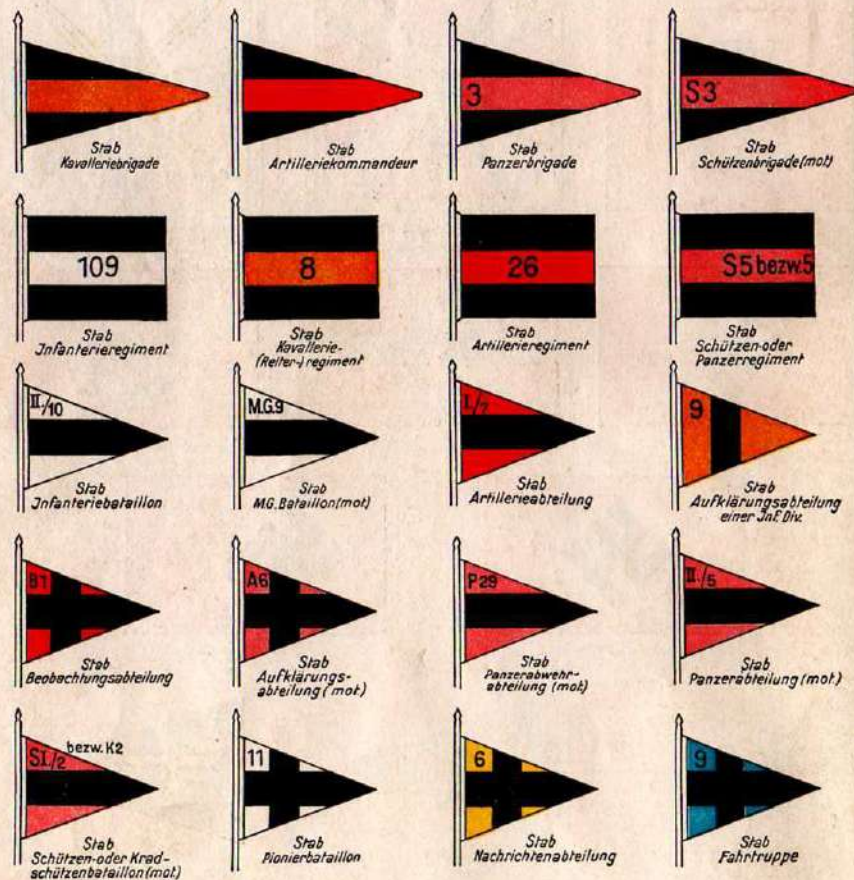 3
S3
Stab
Kavalleriebrigade
Stab
Artilleriekommandeur
Stab
Panzerbrigade
Stab
Schützenbrigade (mot)
109
8
26
S5 bezw. 5
Stab
Infanterieregiment
Stab
Kavallerie-
(Reiter-) regiment
Stab
Artillerieregiment
Stab
Schützen- oder
Panzerregiment
II./10
M.G.9
I./7
9
Stab
Infanteriebataillon
Stab
M.G. Bataillon (mot)
Stab
Artillerieabteilung
Stab
Aufklärungsabteilung
einer Inf. Div.
B1
A6
P29
II./5
Stab
Beobachtungsabteilung
Stab
Aufklärungs-
abteilung (mot.)
Stab
Panzerabwehr-
abteilung (mot)
Stab
Panzerabteilung (mot.)
SI./2 bezw. K2
11
6
9
Stab
Schützen- oder Krad-
schützenbataillon (mot.)
Stab
Pionierbataillon
Stab
Nachrichtenabteilung
Stab
Fahrtruppe